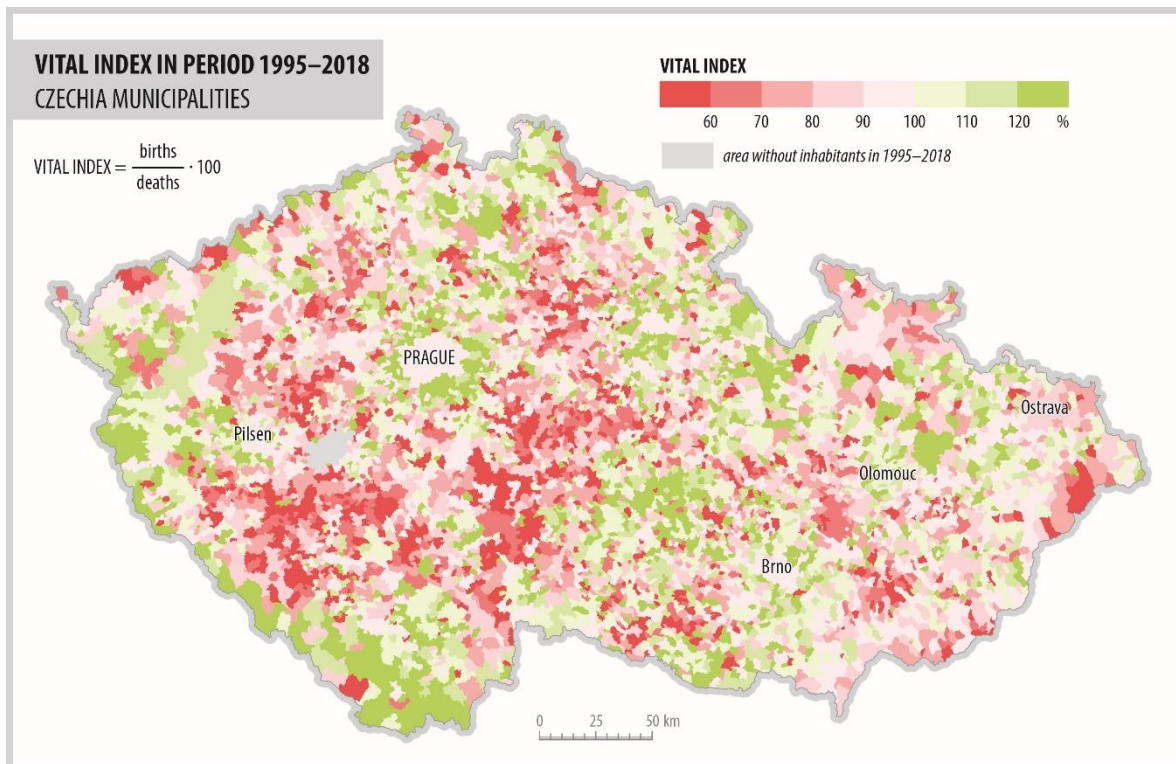 VITAL INDEX IN PERIOD 1995–2018
CZECHIA MUNICIPALITIES
VITAL INDEX = births / deaths · 100
VITAL INDEX
60 70 80 90 100 110 120 %
area without inhabitants in 1995–2018
PRAGUE
Ostrava
Pilsen
Olomouc
Brno
0 25 50 km